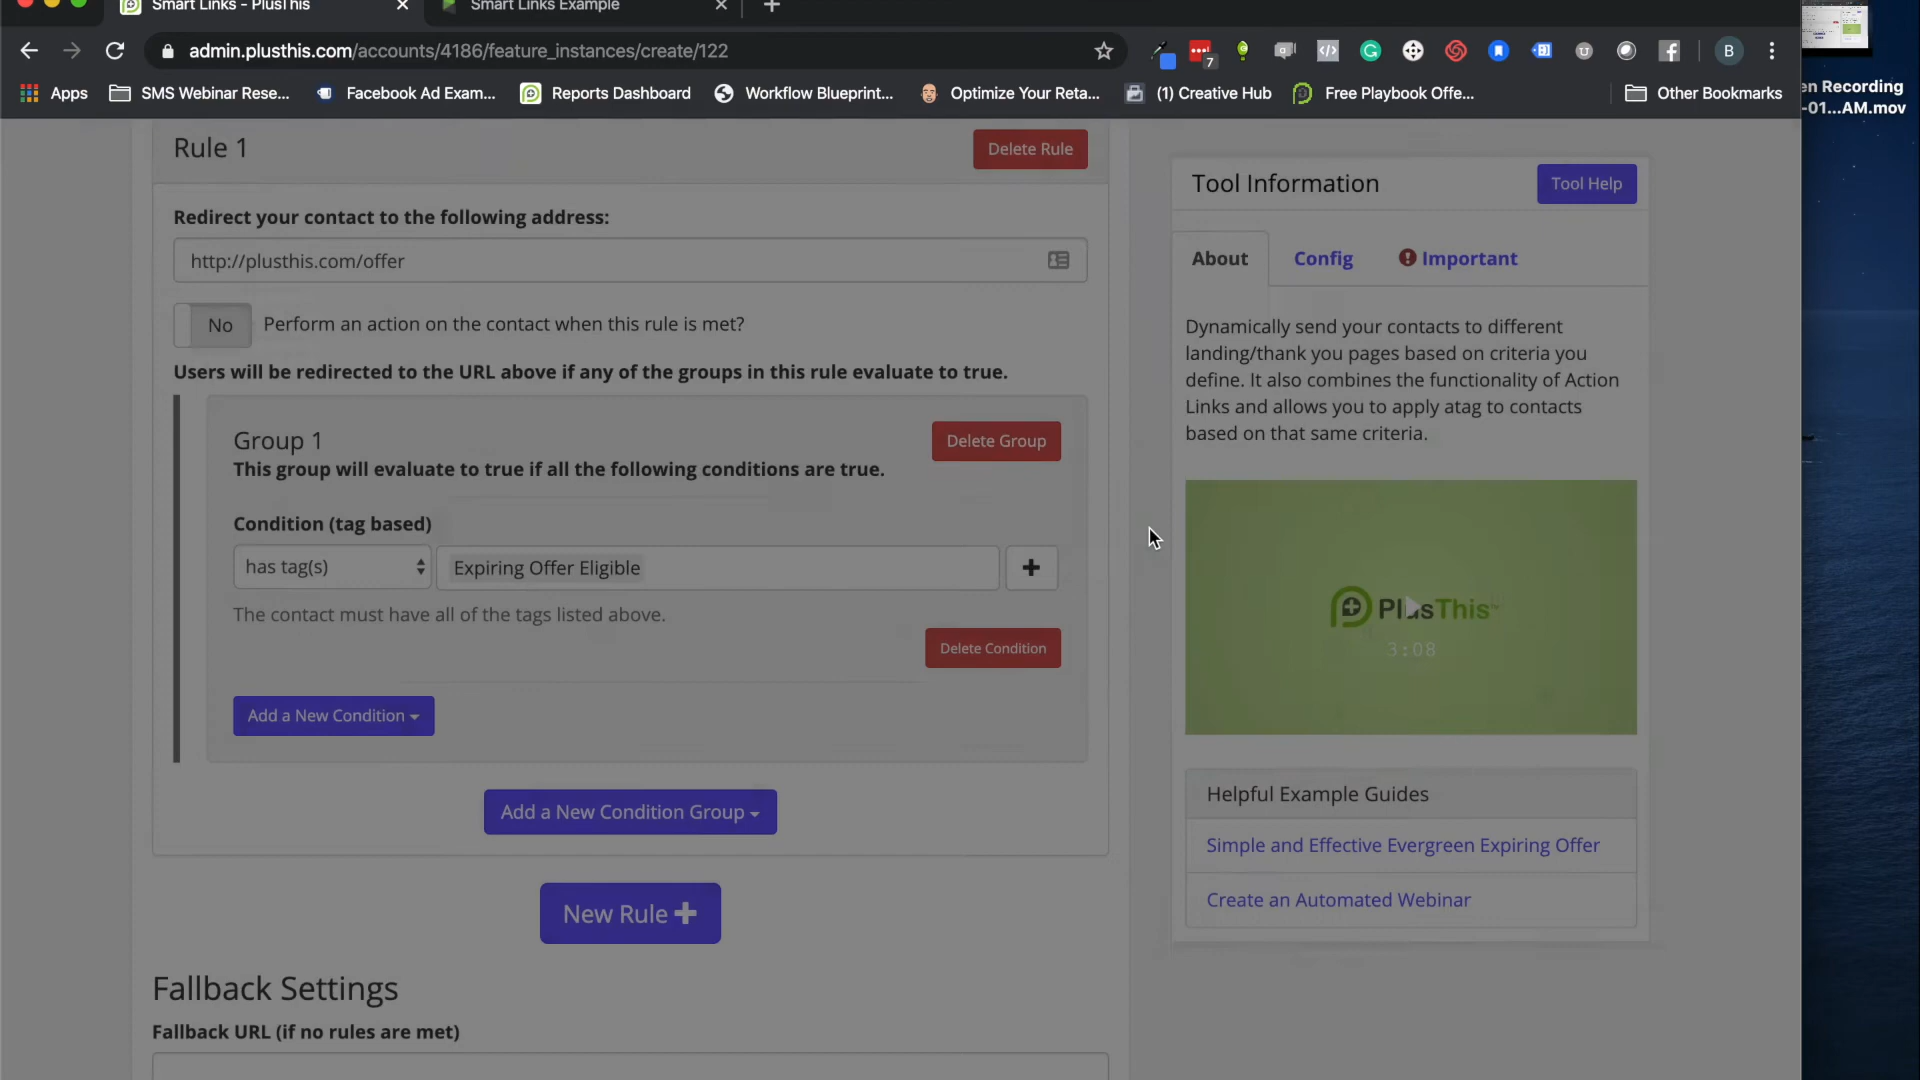 Smart Links - PlusThis
Smart Links Example
admin.plusthis.com/accounts/4186/feature_instances/create/122
7
B
en Recording
-01...AM.mov
Apps
SMS Webinar Rese...
Facebook Ad Exam...
Reports Dashboard
Workflow Blueprint...
Optimize Your Reta...
(1) Creative Hub
Free Playbook Offe...
Other Bookmarks
Rule 1
Delete Rule
Redirect your contact to the following address:
http://plusthis.com/offer
No
Perform an action on the contact when this rule is met?
Users will be redirected to the URL above if any of the groups in this rule evaluate to true.
Group 1
Delete Group
This group will evaluate to true if all the following conditions are true.
Condition (tag based)
has tag(s)
Expiring Offer Eligible
The contact must have all of the tags listed above.
Delete Condition
Add a New Condition
Add a New Condition Group
New Rule
Fallback Settings
Fallback URL (if no rules are met)
Tool Information
Tool Help
About
Config
Important
Dynamically send your contacts to different
landing/thank you pages based on criteria you
define. It also combines the functionality of Action
Links and allows you to apply atag to contacts
based on that same criteria.
PlusThis
3:08
Helpful Example Guides
Simple and Effective Evergreen Expiring Offer
Create an Automated Webinar